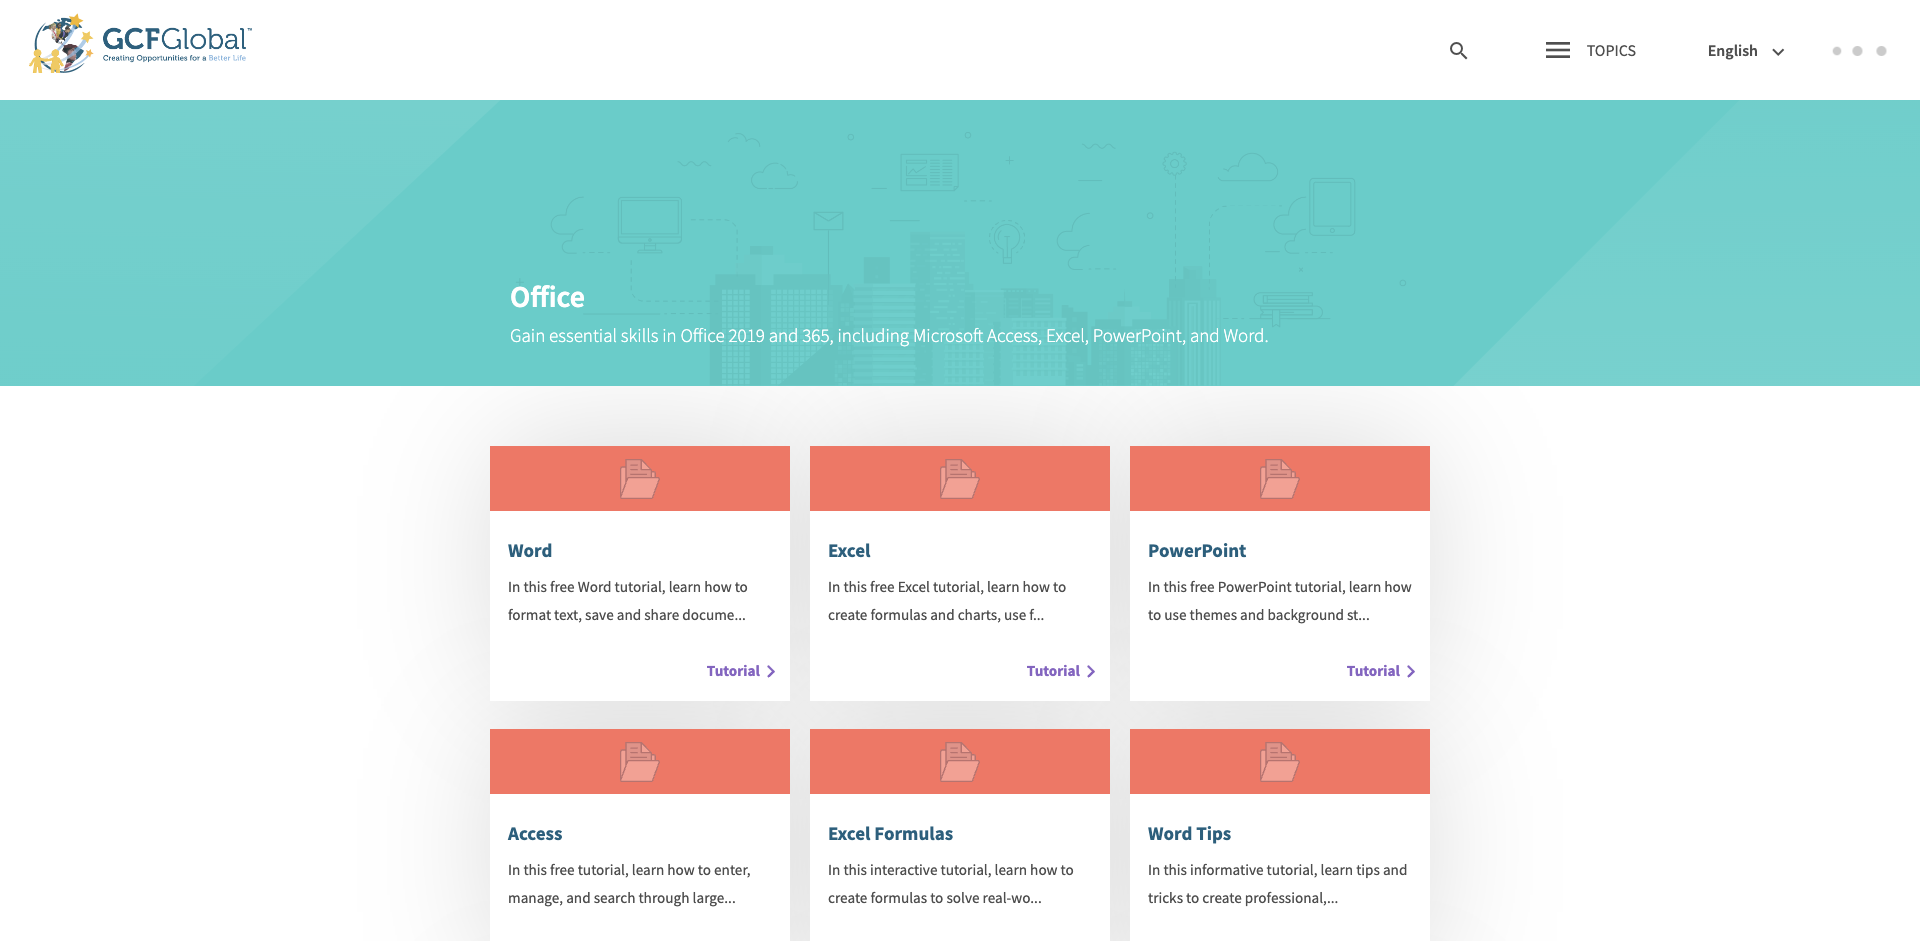 GCFGlobal™
Creating Opportunities for a Better Life
TOPICS
English
Office
Gain essential skills in Office 2019 and 365, including Microsoft Access, Excel, PowerPoint, and Word.
Word
In this free Word tutorial, learn how to
format text, save and share docume...
Tutorial
Excel
In this free Excel tutorial, learn how to
create formulas and charts, use f...
Tutorial
PowerPoint
In this free PowerPoint tutorial, learn how
to use themes and background st...
Tutorial
Access
In this free tutorial, learn how to enter,
manage, and search through large...
Excel Formulas
In this interactive tutorial, learn how to
create formulas to solve real-wo...
Word Tips
In this informative tutorial, learn tips and
tricks to create professional,...